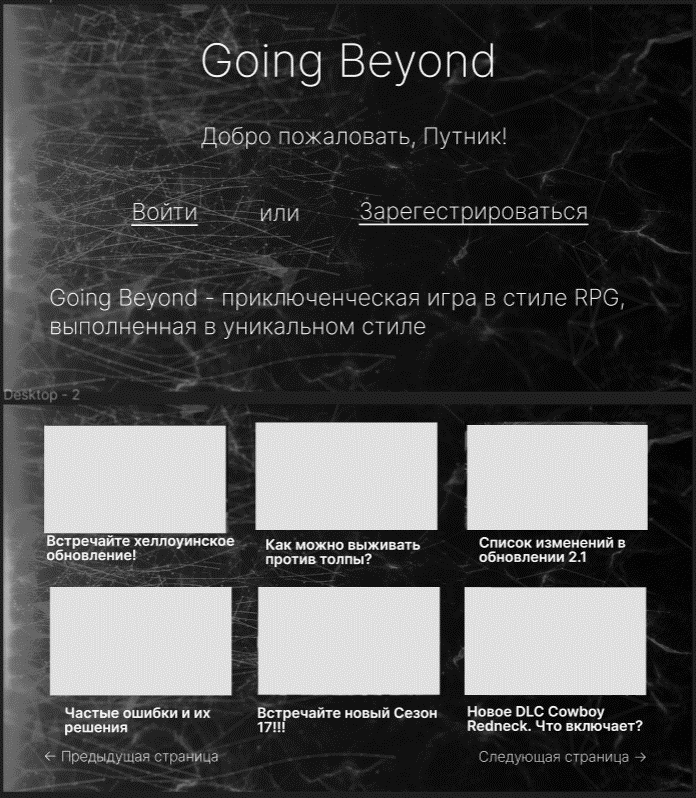 Going Beyond
Добро пожаловать, Путник!
Войти или Зарегестрироваться
Going Beyond - приключенческая игра в стиле RPG,
выполненная в уникальном стиле
Desktop - 2
Встречайте хеллоуинское
обновление!
Как можно выживать
против толпы?
Список изменений в
обновлении 2.1
Частые ошибки и их
решения
Встречайте новый Сезон
17!!!
Новое DLC Cowboy
Redneck. Что включает?
← Предыдущая страница
Следующая страница →